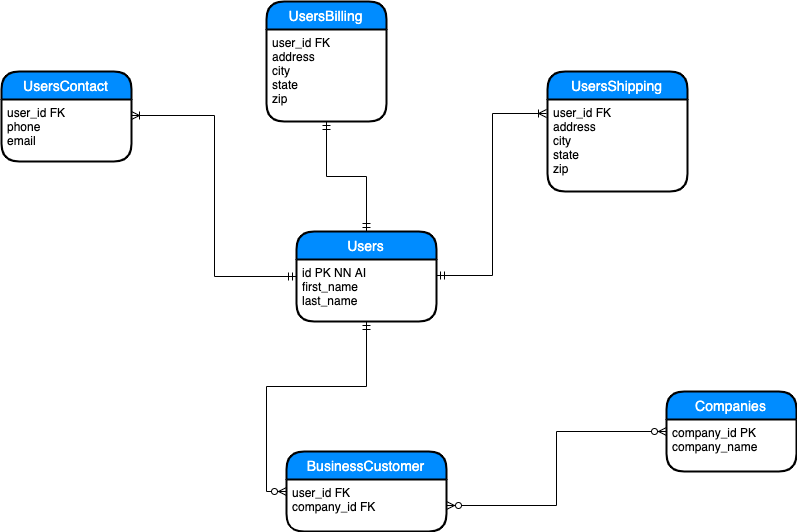 UsersBilling
user_id FK
address
city
state
zip
UsersContact
user_id FK
phone
email
UsersShipping
user_id FK
address
city
state
zip
Users
id PK NN AI
first_name
last_name
Companies
company_id PK
company_name
BusinessCustomer
user_id FK
company_id FK